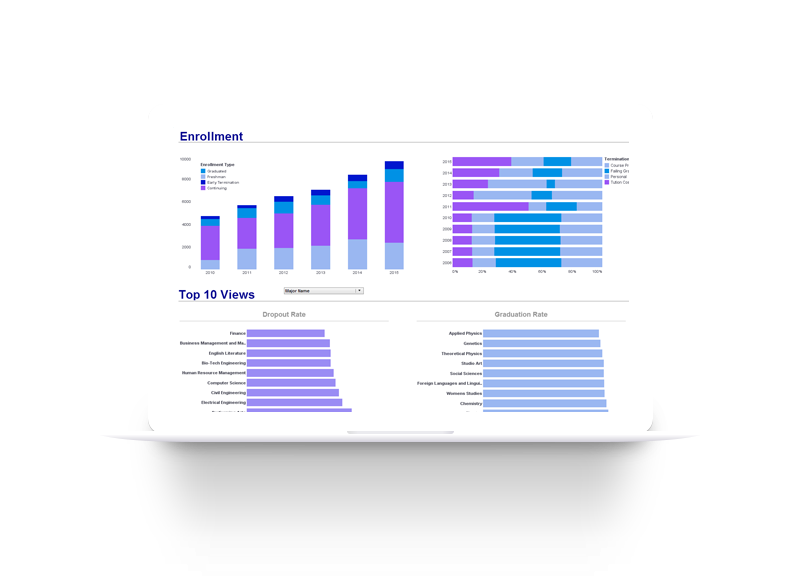 Enrollment
10000
8000
6000
4000
2000
0
Enrollment Type
Graduated
Freshman
Early Termination
Continuing
2010 2011 2012 2013 2014 2015
Termination
Course Fr
Failing Gr
Personal
Tution Co
2015
2014
2013
2012
2011
2010
2009
2008
2007
2006
0% 20% 40% 60% 80% 100%
Top 10 Views
Major Name
Dropout Rate
Finance
Business Management and Ma..
English Literature
Bio-Tech Engineering
Human Resource Management
Computer Science
Civil Engineering
Electrical Engineering
Graduation Rate
Applied Physics
Genetics
Theoretical Physics
Studio Art
Social Sciences
Foreign Languages and Lingui..
Womens Studies
Chemistry